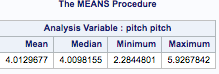 The MEANS Procedure
Analysis Variable : pitch pitch
Mean Median Minimum Maximum
4.0129677 4.0098155 2.2844801 5.9267842